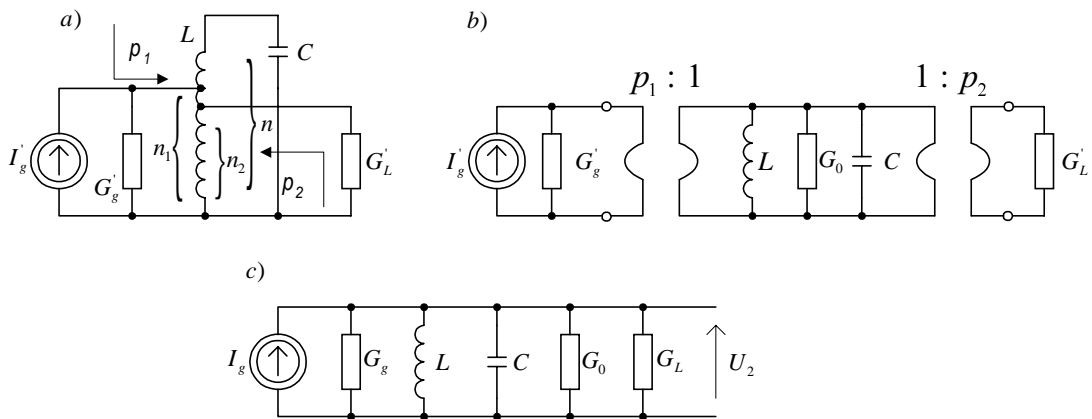 a)
p₁
L
C
n₁
n₂
n
I'g
G'g
p₂
G'L
b)
p₁ : 1
1 : p₂
I'g
G'g
L
G₀
C
G'L
c)
Ig
Gg
L
C
G₀
GL
U₂